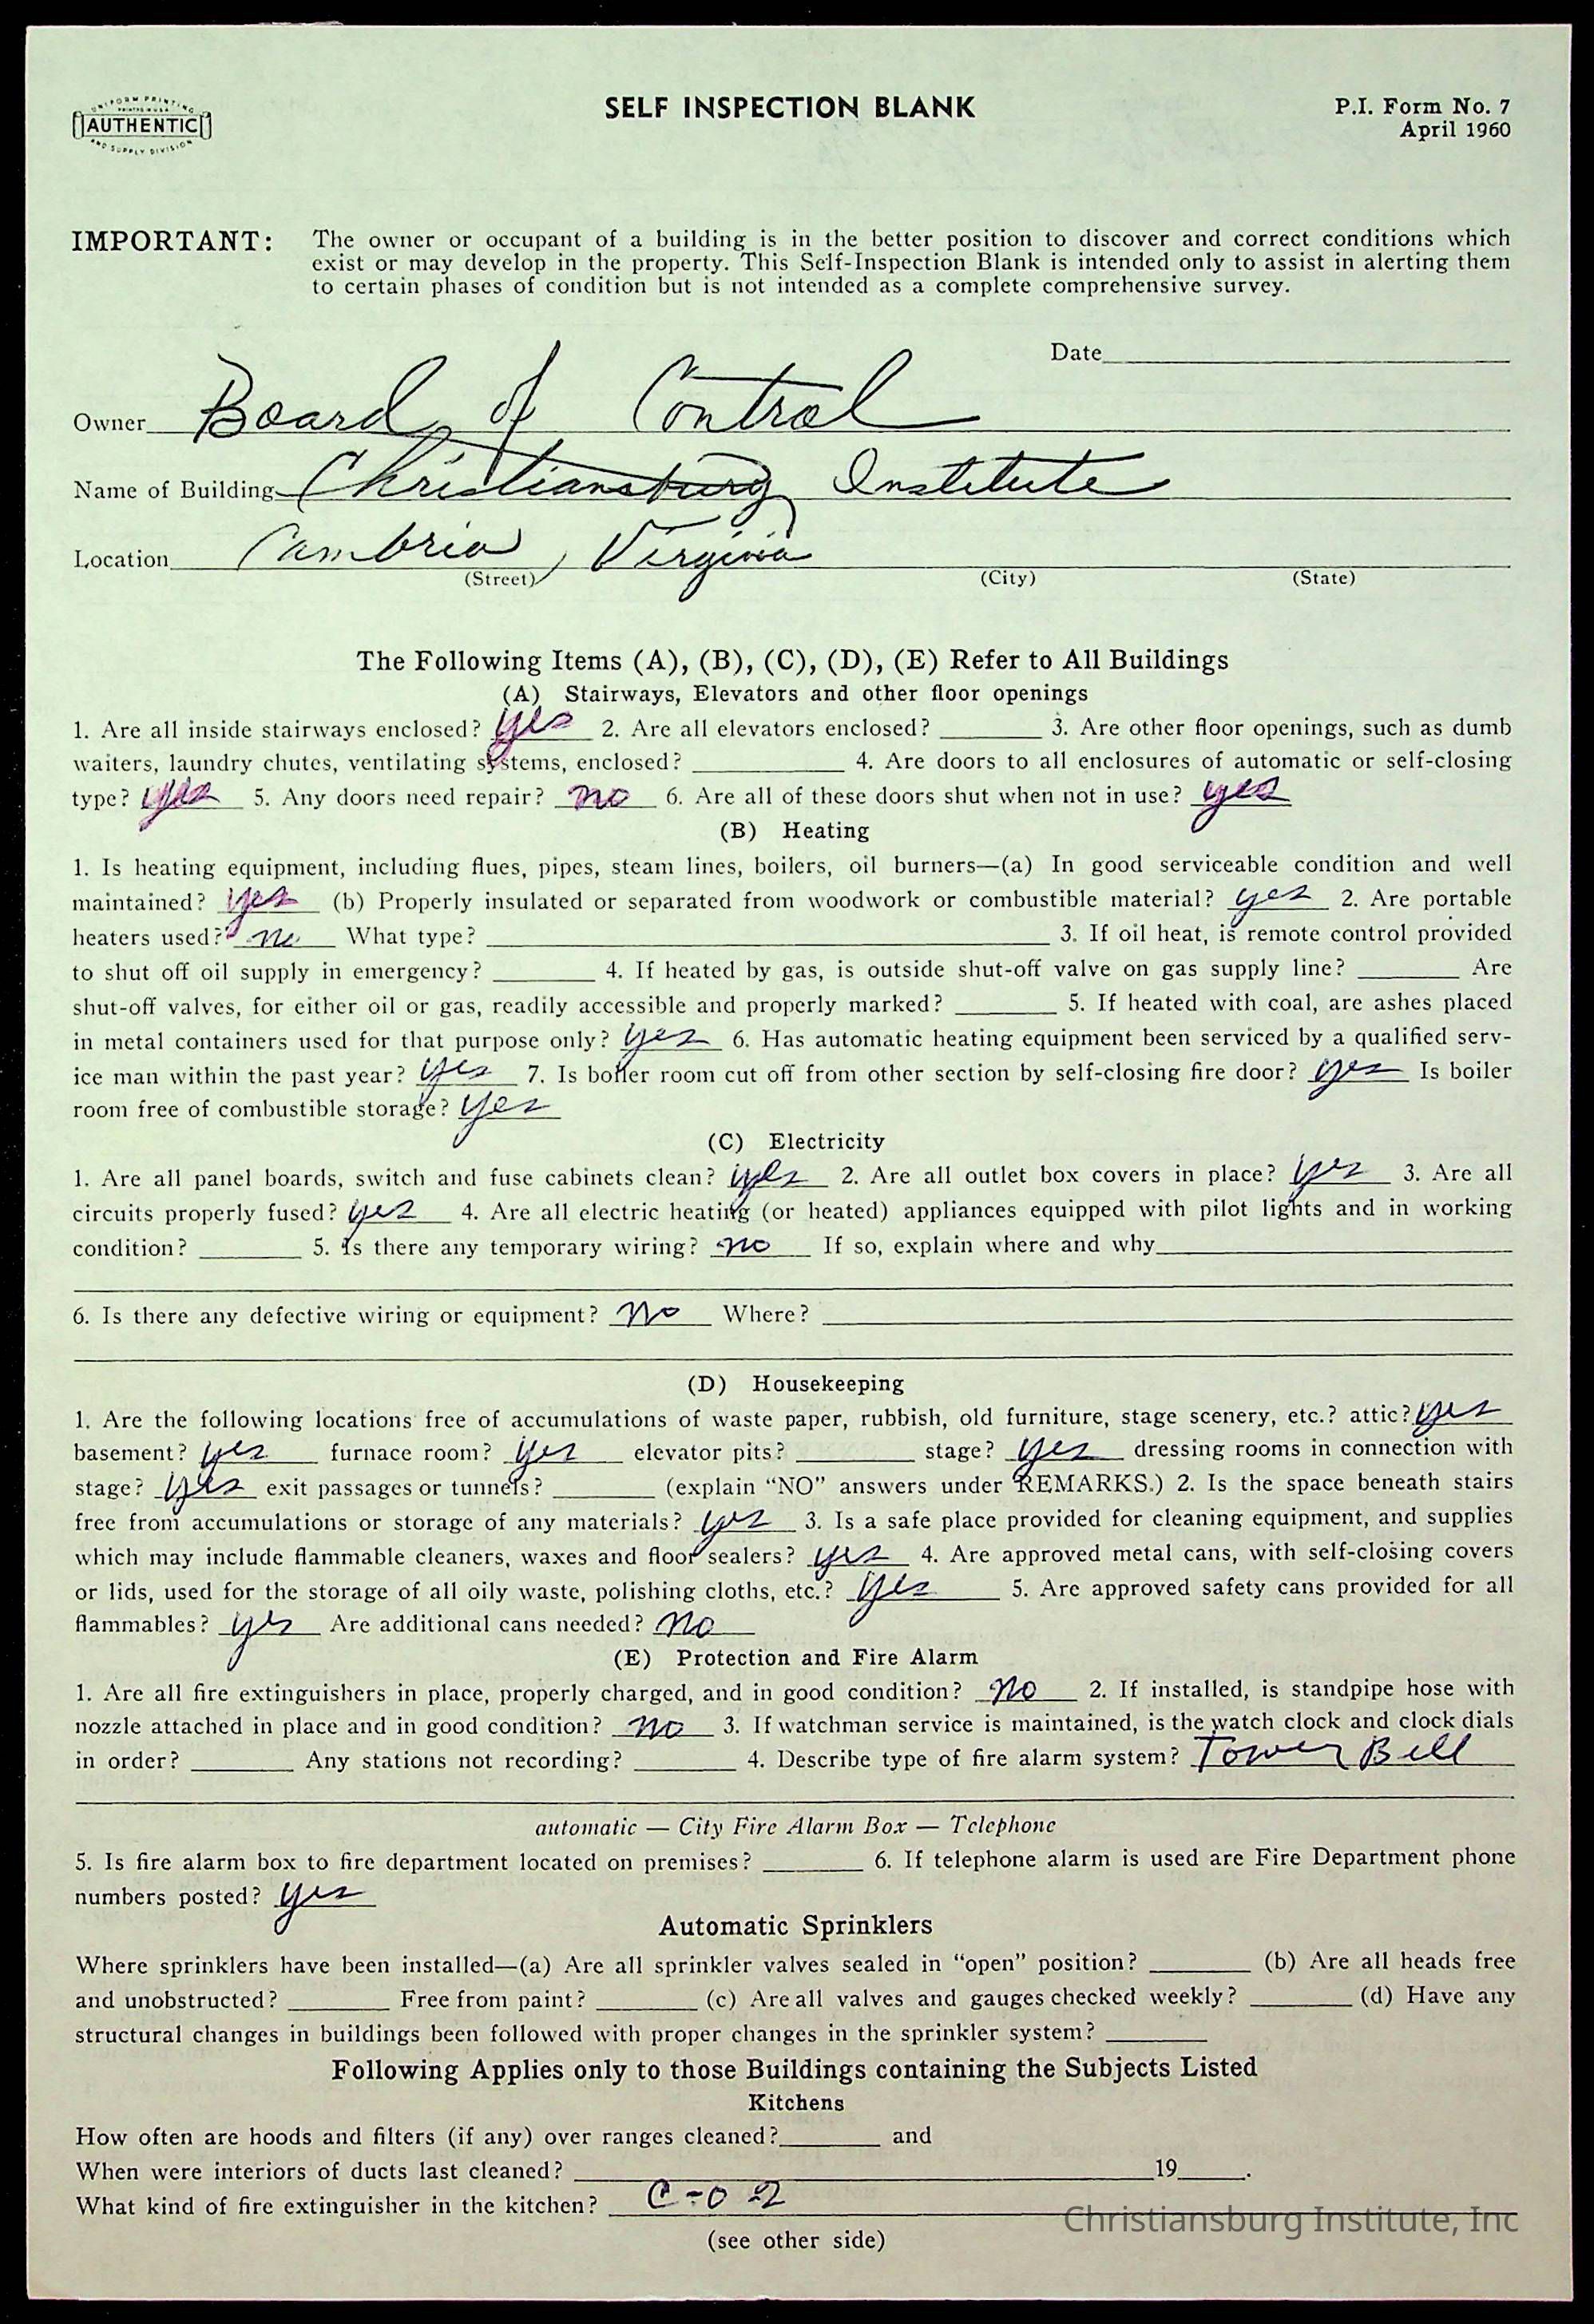 UNIFORM PRINTING
PRINTED IN U.S.A.
AUTHENTIC
AND SUPPLY DIVISION
SELF INSPECTION BLANK
P.I. Form No. 7
April 1960
IMPORTANT: The owner or occupant of a building is in the better position to discover and correct conditions which
exist or may develop in the property. This Self-Inspection Blank is intended only to assist in alerting them
to certain phases of condition but is not intended as a complete comprehensive survey.
Date
Owner Board of Control
Name of Building Christiansburg Institute
Location Cambria, Virginia
(Street) (City) (State)
The Following Items (A), (B), (C), (D), (E) Refer to All Buildings
(A) Stairways, Elevators and other floor openings
1. Are all inside stairways enclosed? yes 2. Are all elevators enclosed? ______ 3. Are other floor openings, such as dumb
waiters, laundry chutes, ventilating systems, enclosed? ______ 4. Are doors to all enclosures of automatic or self-closing
type? yes 5. Any doors need repair? no 6. Are all of these doors shut when not in use? yes
(B) Heating
1. Is heating equipment, including flues, pipes, steam lines, boilers, oil burners—(a) In good serviceable condition and well
maintained? yes (b) Properly insulated or separated from woodwork or combustible material? yes 2. Are portable
heaters used? no What type? ______ 3. If oil heat, is remote control provided
to shut off oil supply in emergency? ______ 4. If heated by gas, is outside shut-off valve on gas supply line? ______ Are
shut-off valves, for either oil or gas, readily accessible and properly marked? ______ 5. If heated with coal, are ashes placed
in metal containers used for that purpose only? yes 6. Has automatic heating equipment been serviced by a qualified serv-
ice man within the past year? yes 7. Is boiler room cut off from other section by self-closing fire door? yes Is boiler
room free of combustible storage? yes
(C) Electricity
1. Are all panel boards, switch and fuse cabinets clean? yes 2. Are all outlet box covers in place? yes 3. Are all
circuits properly fused? yes 4. Are all electric heating (or heated) appliances equipped with pilot lights and in working
condition? ______ 5. Is there any temporary wiring? no If so, explain where and why
6. Is there any defective wiring or equipment? No Where?
(D) Housekeeping
1. Are the following locations free of accumulations of waste paper, rubbish, old furniture, stage scenery, etc.? attic? yes
basement? yes furnace room? yes elevator pits? ______ stage? yes dressing rooms in connection with
stage? yes exit passages or tunnels? ______ (explain “NO” answers under REMARKS.) 2. Is the space beneath stairs
free from accumulations or storage of any materials? yes 3. Is a safe place provided for cleaning equipment, and supplies
which may include flammable cleaners, waxes and floor sealers? yes 4. Are approved metal cans, with self-closing covers
or lids, used for the storage of all oily waste, polishing cloths, etc.? yes 5. Are approved safety cans provided for all
flammables? yes Are additional cans needed? no
(E) Protection and Fire Alarm
1. Are all fire extinguishers in place, properly charged, and in good condition? No 2. If installed, is standpipe hose with
nozzle attached in place and in good condition? no 3. If watchman service is maintained, is the watch clock and clock dials
in order? ______ Any stations not recording? ______ 4. Describe type of fire alarm system? Tower Bell
automatic — City Fire Alarm Box — Telephone
5. Is fire alarm box to fire department located on premises? ______ 6. If telephone alarm is used are Fire Department phone
numbers posted? yes
Automatic Sprinklers
Where sprinklers have been installed—(a) Are all sprinkler valves sealed in “open” position? ______ (b) Are all heads free
and unobstructed? ______ Free from paint? ______ (c) Are all valves and gauges checked weekly? ______ (d) Have any
structural changes in buildings been followed with proper changes in the sprinkler system? ______
Following Applies only to those Buildings containing the Subjects Listed
Kitchens
How often are hoods and filters (if any) over ranges cleaned? ______ and
When were interiors of ducts last cleaned? ______ 19____.
What kind of fire extinguisher in the kitchen? C-O 2
Christiansburg Institute, Inc
(see other side)